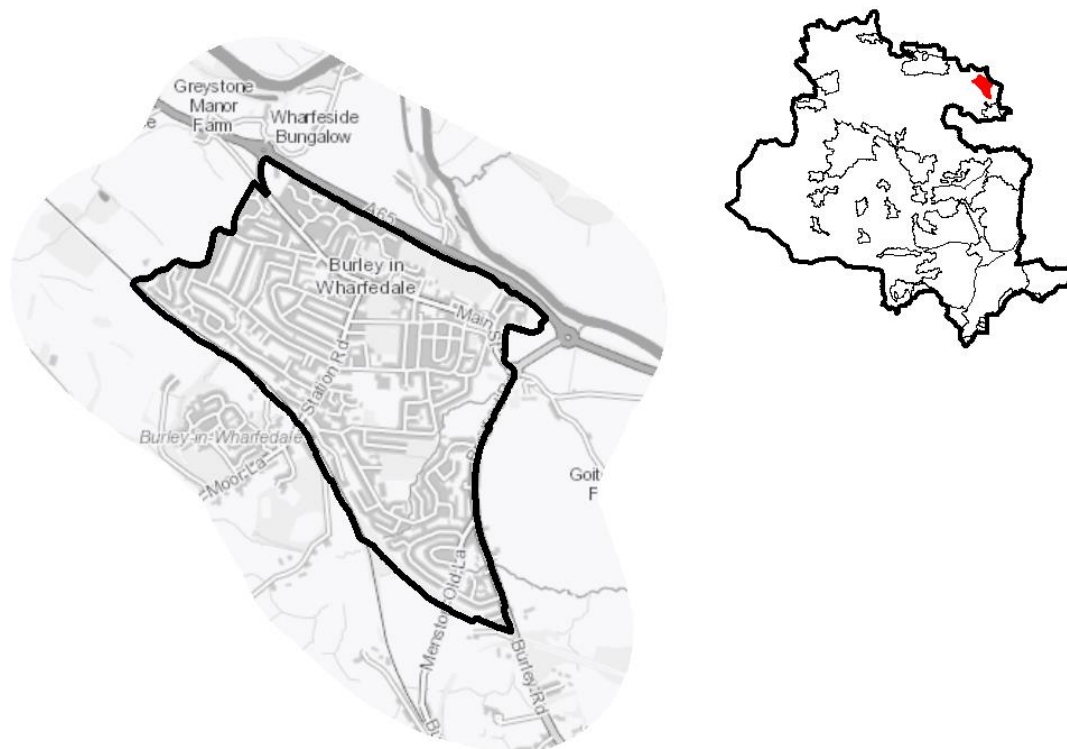 Greystone
Manor
Farm
Wharfeside
Bungalow
A65
Burley in
Wharfedale
Main St
Station Rd
Burley-in-Wharfedale
Moor La
Goit
F
Menston Old La
Burley Rd